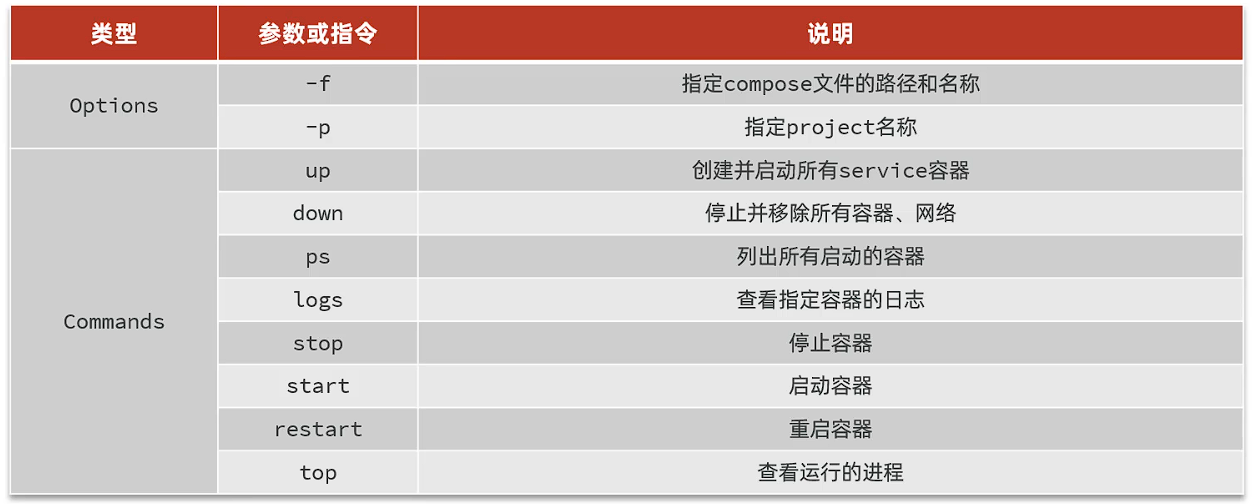 类型 参数或指令 说明
Options
-f 指定compose文件的路径和名称
-p 指定project名称
Commands
up 创建并启动所有service容器
down 停止并移除所有容器、网络
ps 列出所有启动的容器
logs 查看指定容器的日志
stop 停止容器
start 启动容器
restart 重启容器
top 查看运行的进程